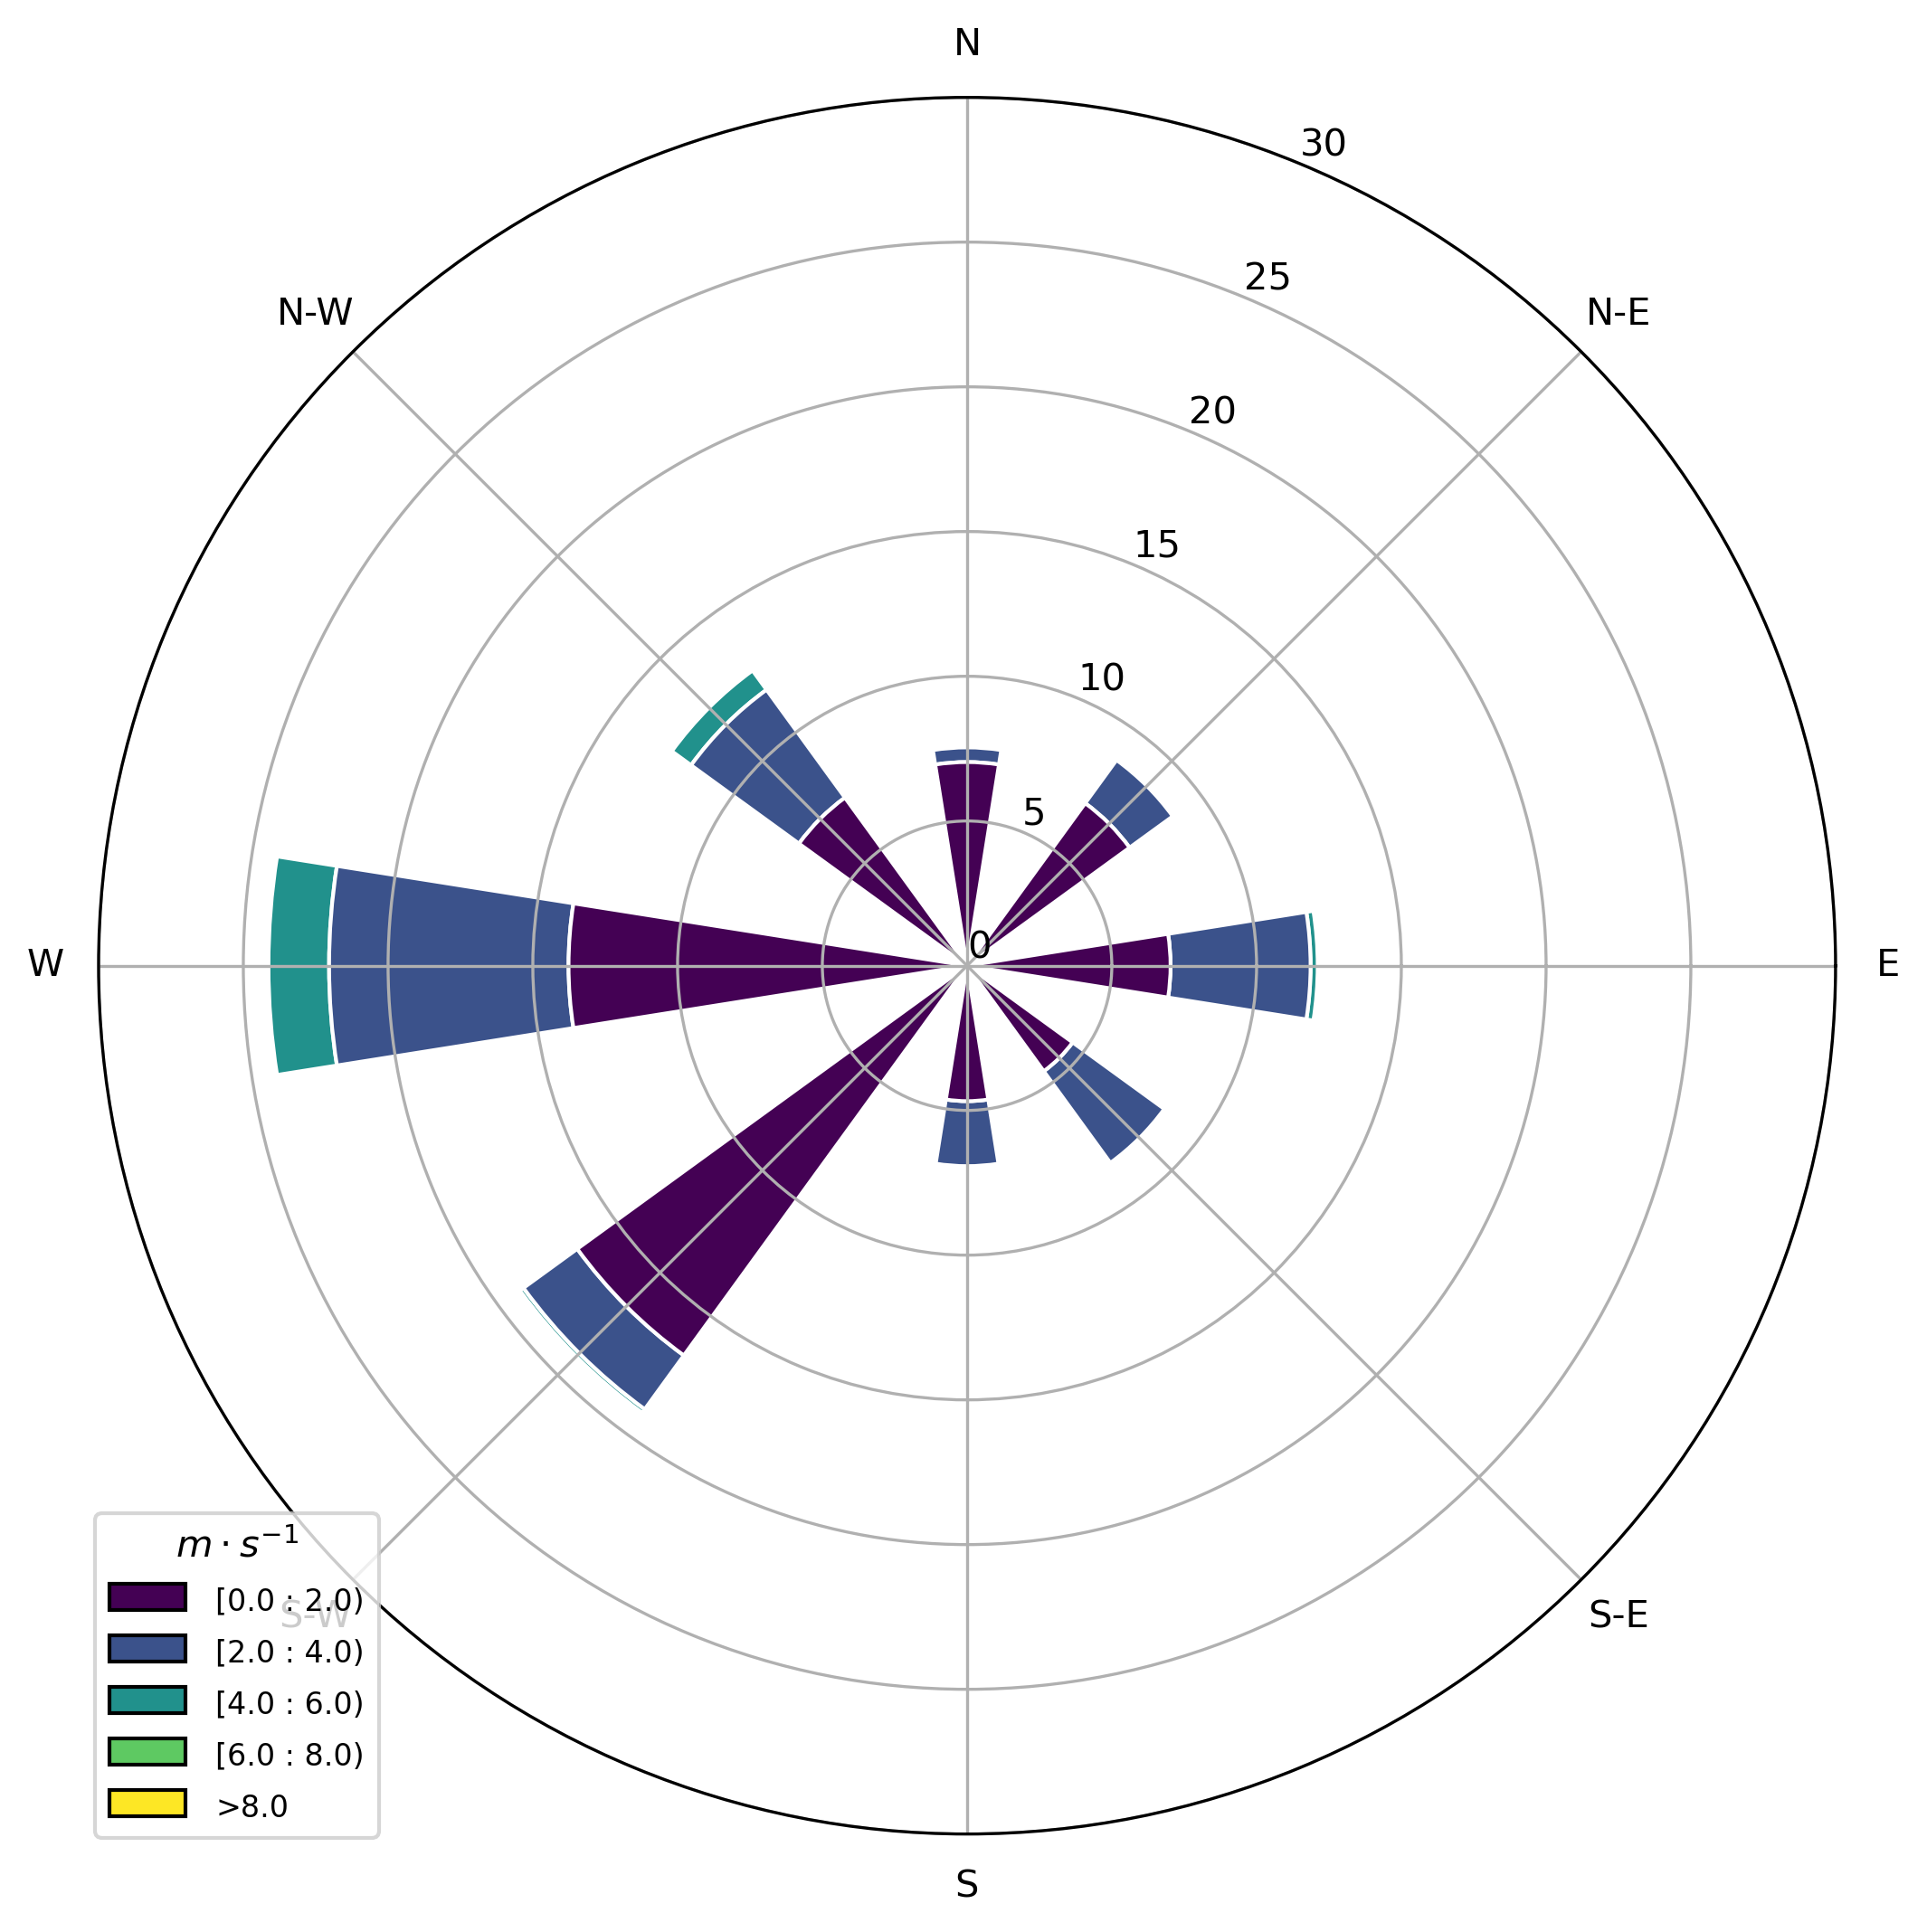 N
30
25
N-W
N-E
20
15
10
5
0
W
E
m · s⁻¹
[0.0 : 2.0)
S-W
S-E
[2.0 : 4.0)
[4.0 : 6.0)
[6.0 : 8.0)
>8.0
S